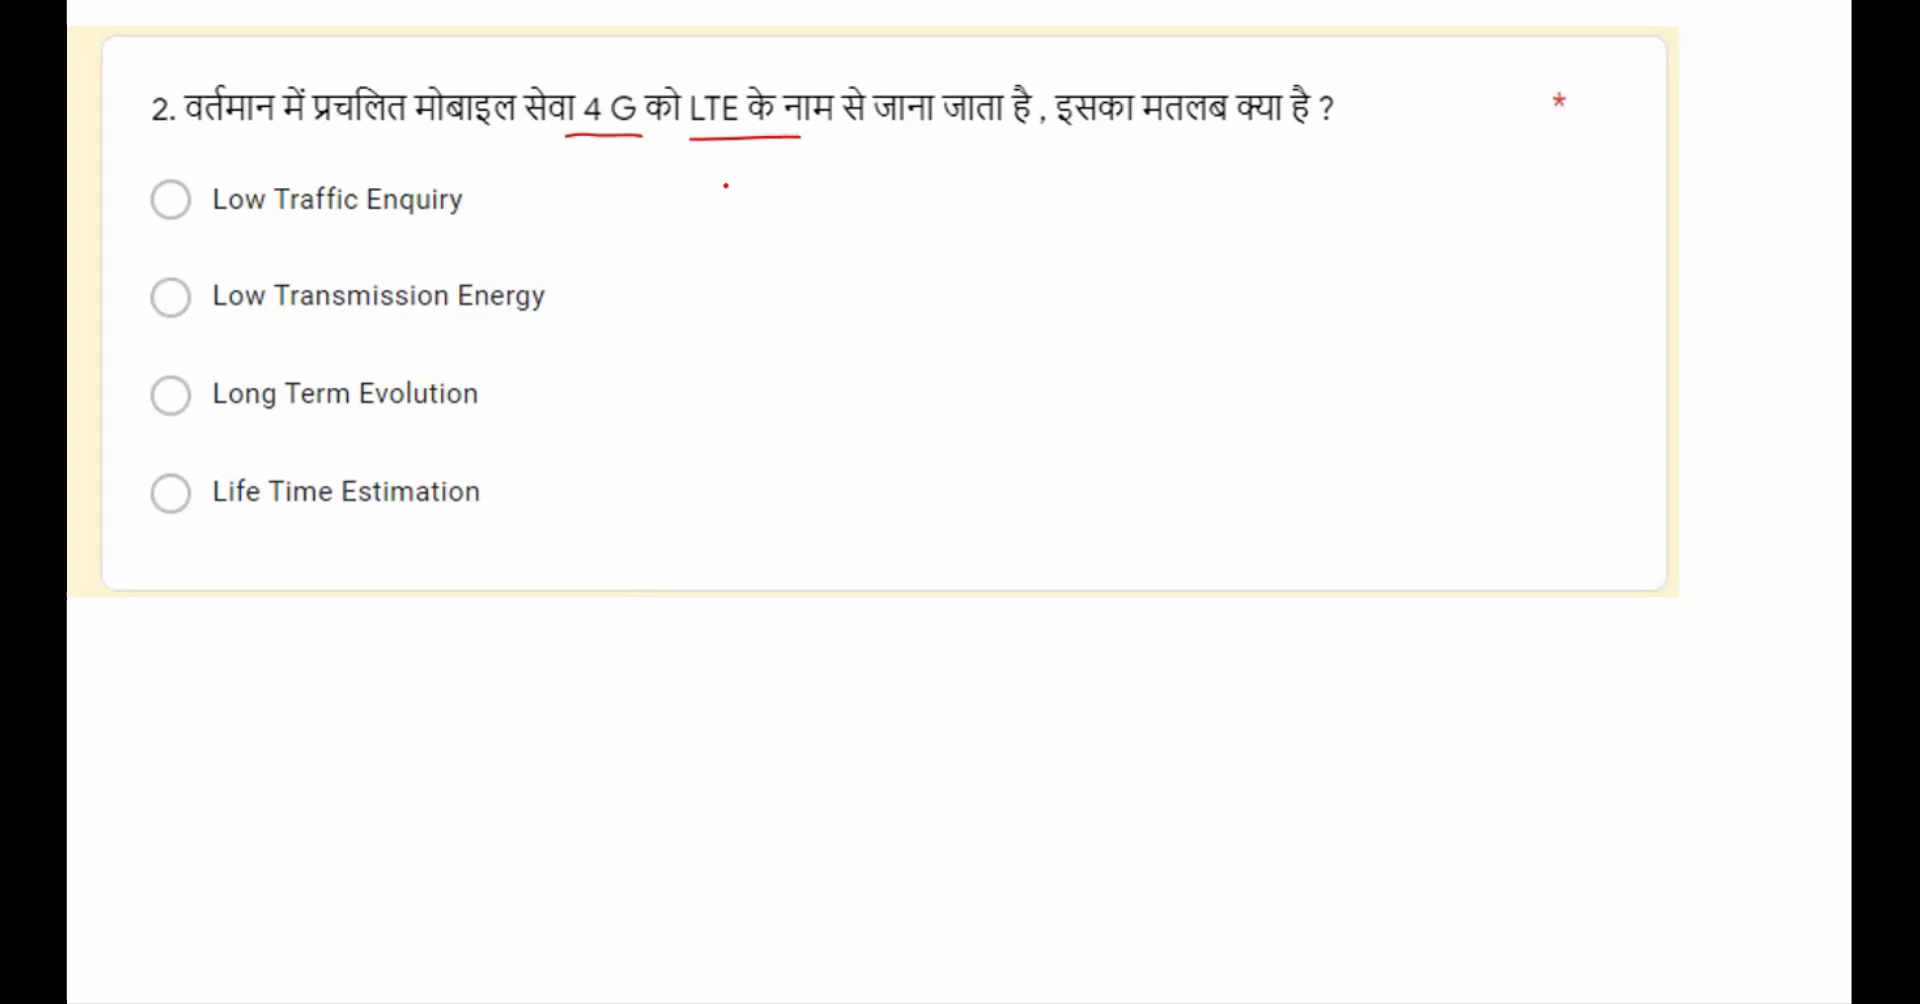 2. वर्तमान में प्रचलित मोबाइल सेवा 4 G को LTE के नाम से जाना जाता है , इसका मतलब क्या है ? *
Low Traffic Enquiry
Low Transmission Energy
Long Term Evolution
Life Time Estimation